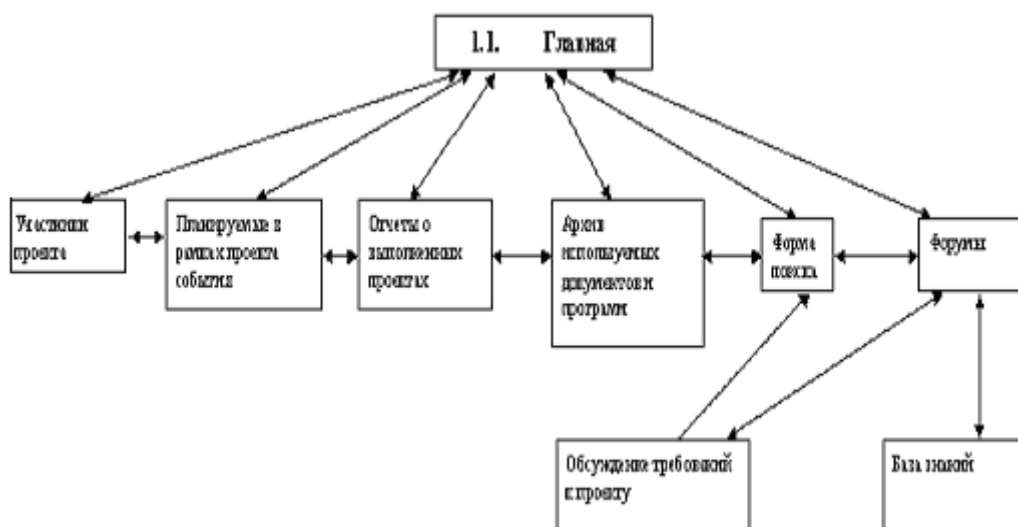 1.1. Главная
Участники
проекта
Планируемые в
рамках проекта
события
Отчеты о
выполненных
проектах
Архив
используемых
документов и
программ
Форма
поиска
Форумы
Обсуждение требований
к проекту
База знаний